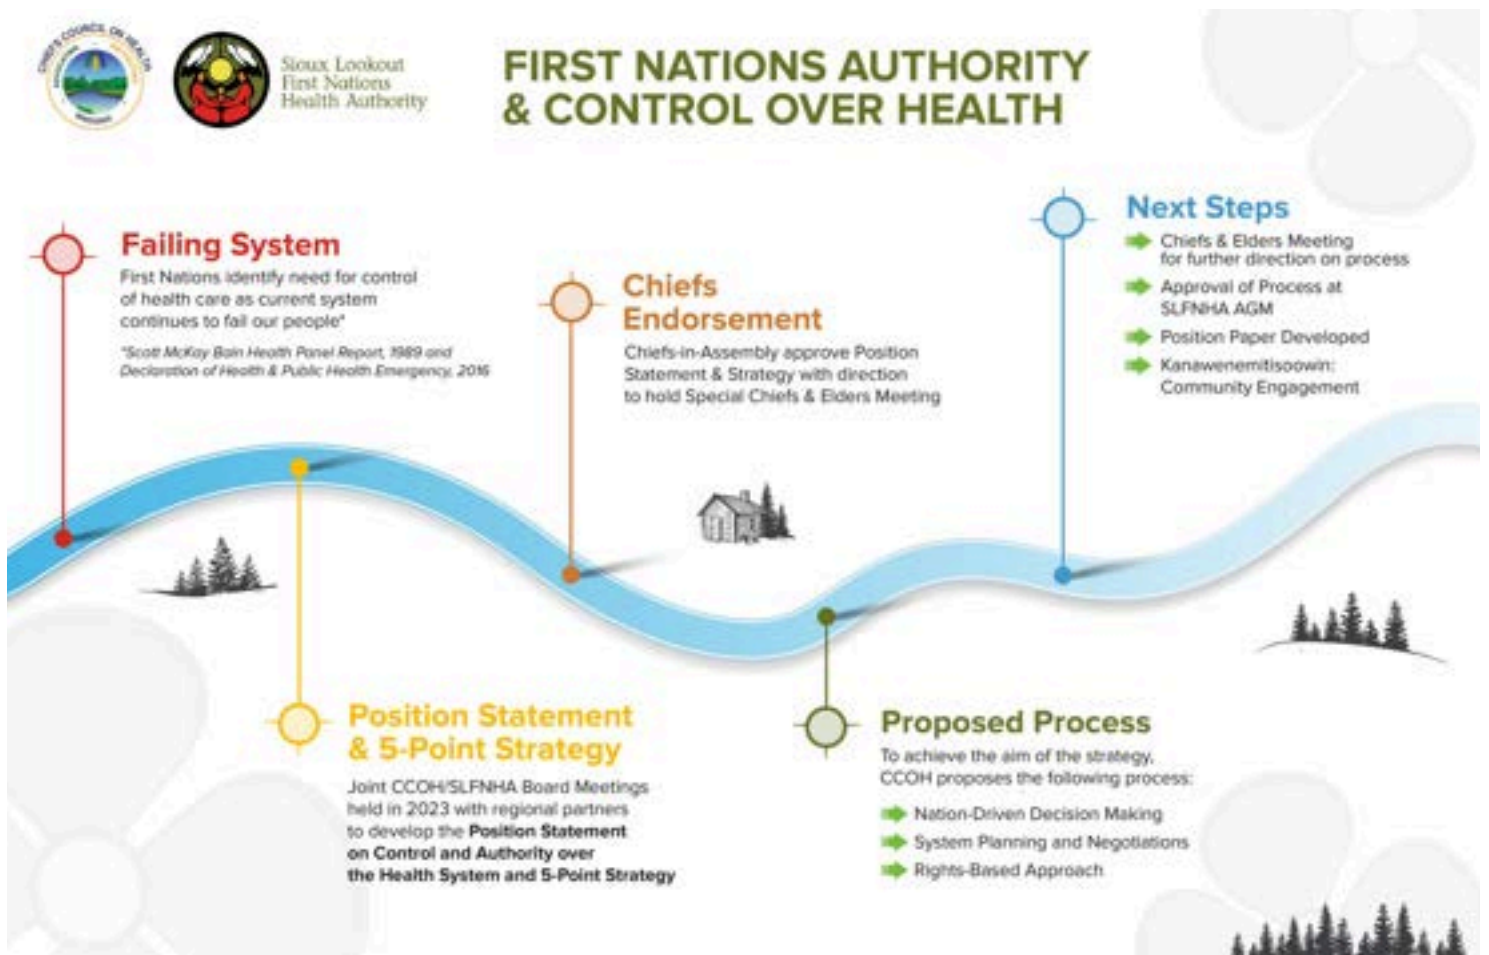 CHIEFS COUNCIL ON HEALTH
Sioux Lookout
First Nations
Health Authority
FIRST NATIONS AUTHORITY
& CONTROL OVER HEALTH
Failing System
First Nations identify need for control
of health care as current system
continues to fail our people*
*Scott McKay Bain Health Panel Report, 1989 and
Declaration of Health & Public Health Emergency, 2016
Position Statement
& 5-Point Strategy
Joint CCOH/SLFNHA Board Meetings
held in 2023 with regional partners
to develop the Position Statement
on Control and Authority over
the Health System and 5-Point Strategy
Chiefs
Endorsement
Chiefs-in-Assembly approve Position
Statement & Strategy with direction
to hold Special Chiefs & Elders Meeting
Proposed Process
To achieve the aim of the strategy,
CCOH proposes the following process:
Nation-Driven Decision Making
System Planning and Negotiations
Rights-Based Approach
Next Steps
Chiefs & Elders Meeting
for further direction on process
Approval of Process at
SLFNHA AGM
Position Paper Developed
Kanawenemitisoowin:
Community Engagement